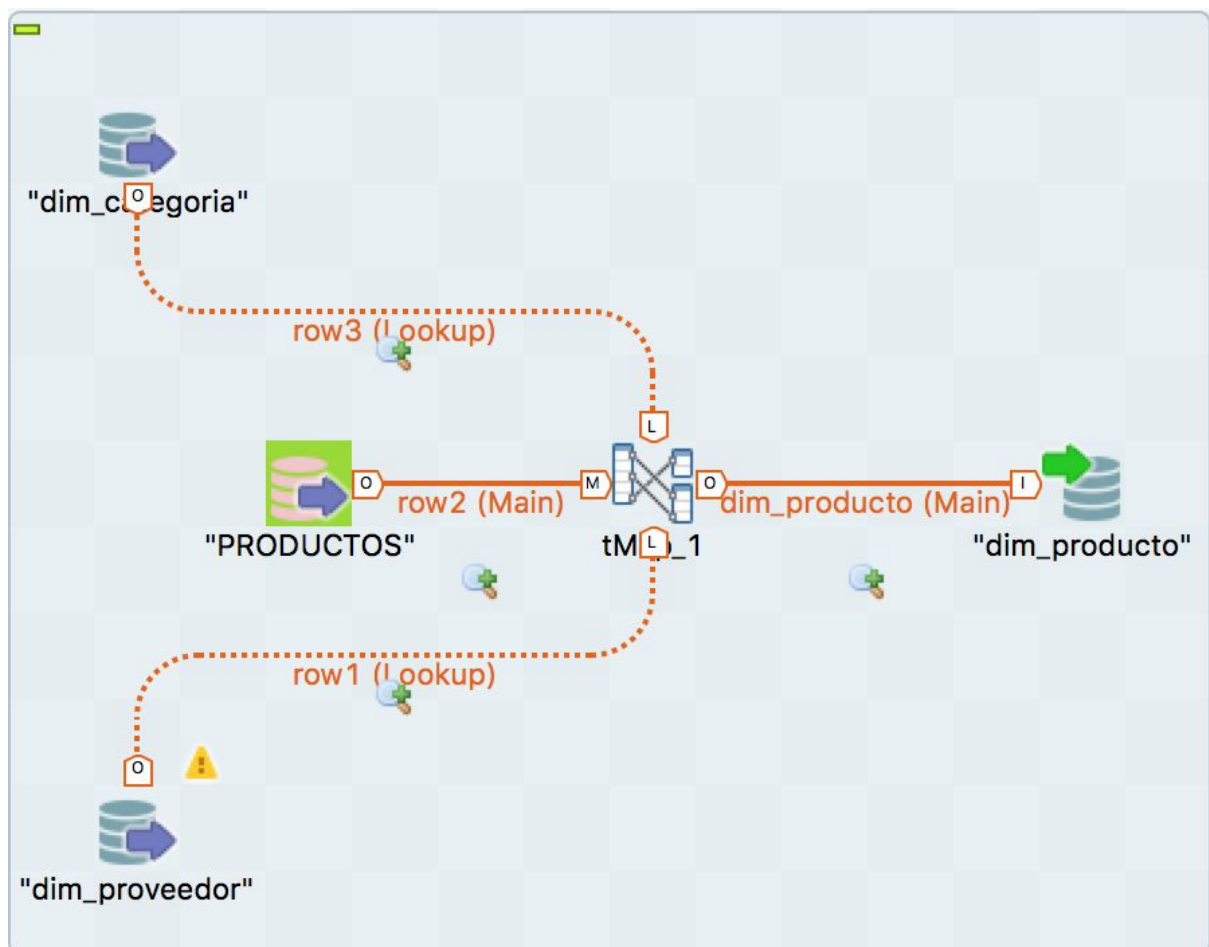 "dim_categoria"
row3 (Lookup)
L
O
row2 (Main)
M
O
dim_producto (Main)
I
"PRODUCTOS"
tMap_1
L
"dim_producto"
row1 (Lookup)
O
"dim_proveedor"